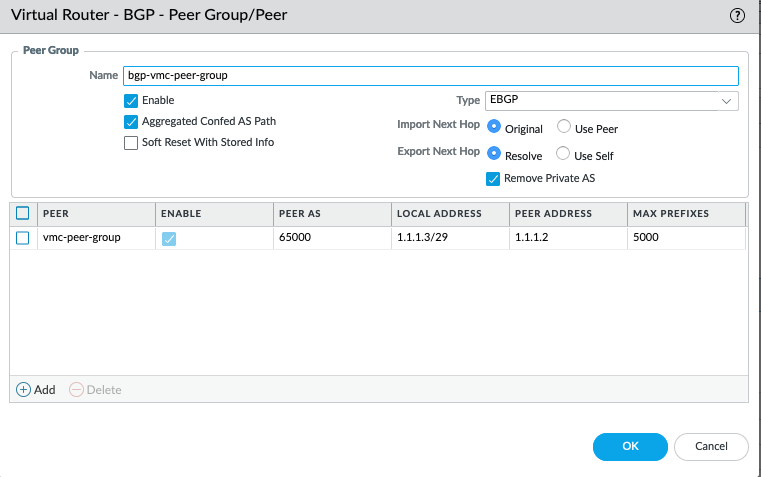 Virtual Router - BGP - Peer Group/Peer
Peer Group
Name bgp-vmc-peer-group
Enable
Aggregated Confed AS Path
Soft Reset With Stored Info
Type EBGP
Import Next Hop Original Use Peer
Export Next Hop Resolve Use Self
Remove Private AS
PEER ENABLE PEER AS LOCAL ADDRESS PEER ADDRESS MAX PREFIXES
vmc-peer-group 65000 1.1.1.3/29 1.1.1.2 5000
Add Delete
OK Cancel